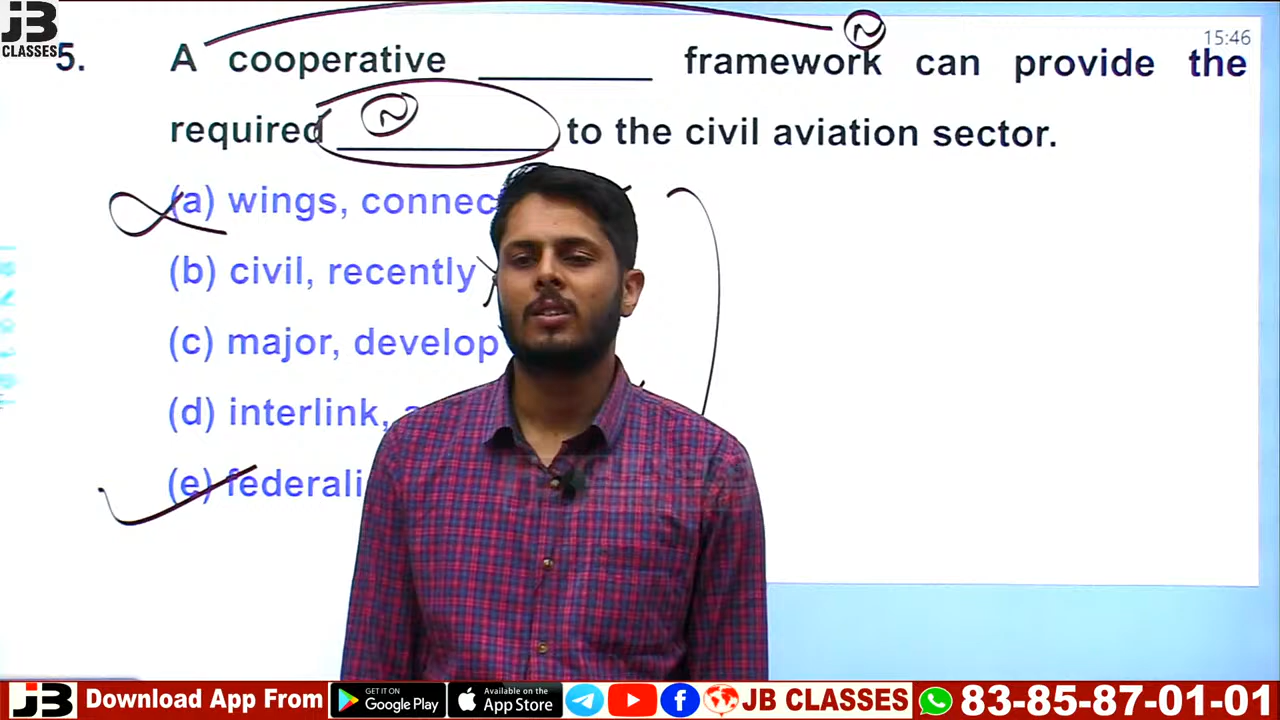 JB
CLASSES
15:46
5. A cooperative ________ framework can provide the
required ________ to the civil aviation sector.
(a) wings, connec
(b) civil, recently
(c) major, develop
(d) interlink,
(e) federali
N
N
Download App From
GET IT ON
Google Play
Available on the
App Store
JB CLASSES
83-85-87-01-01